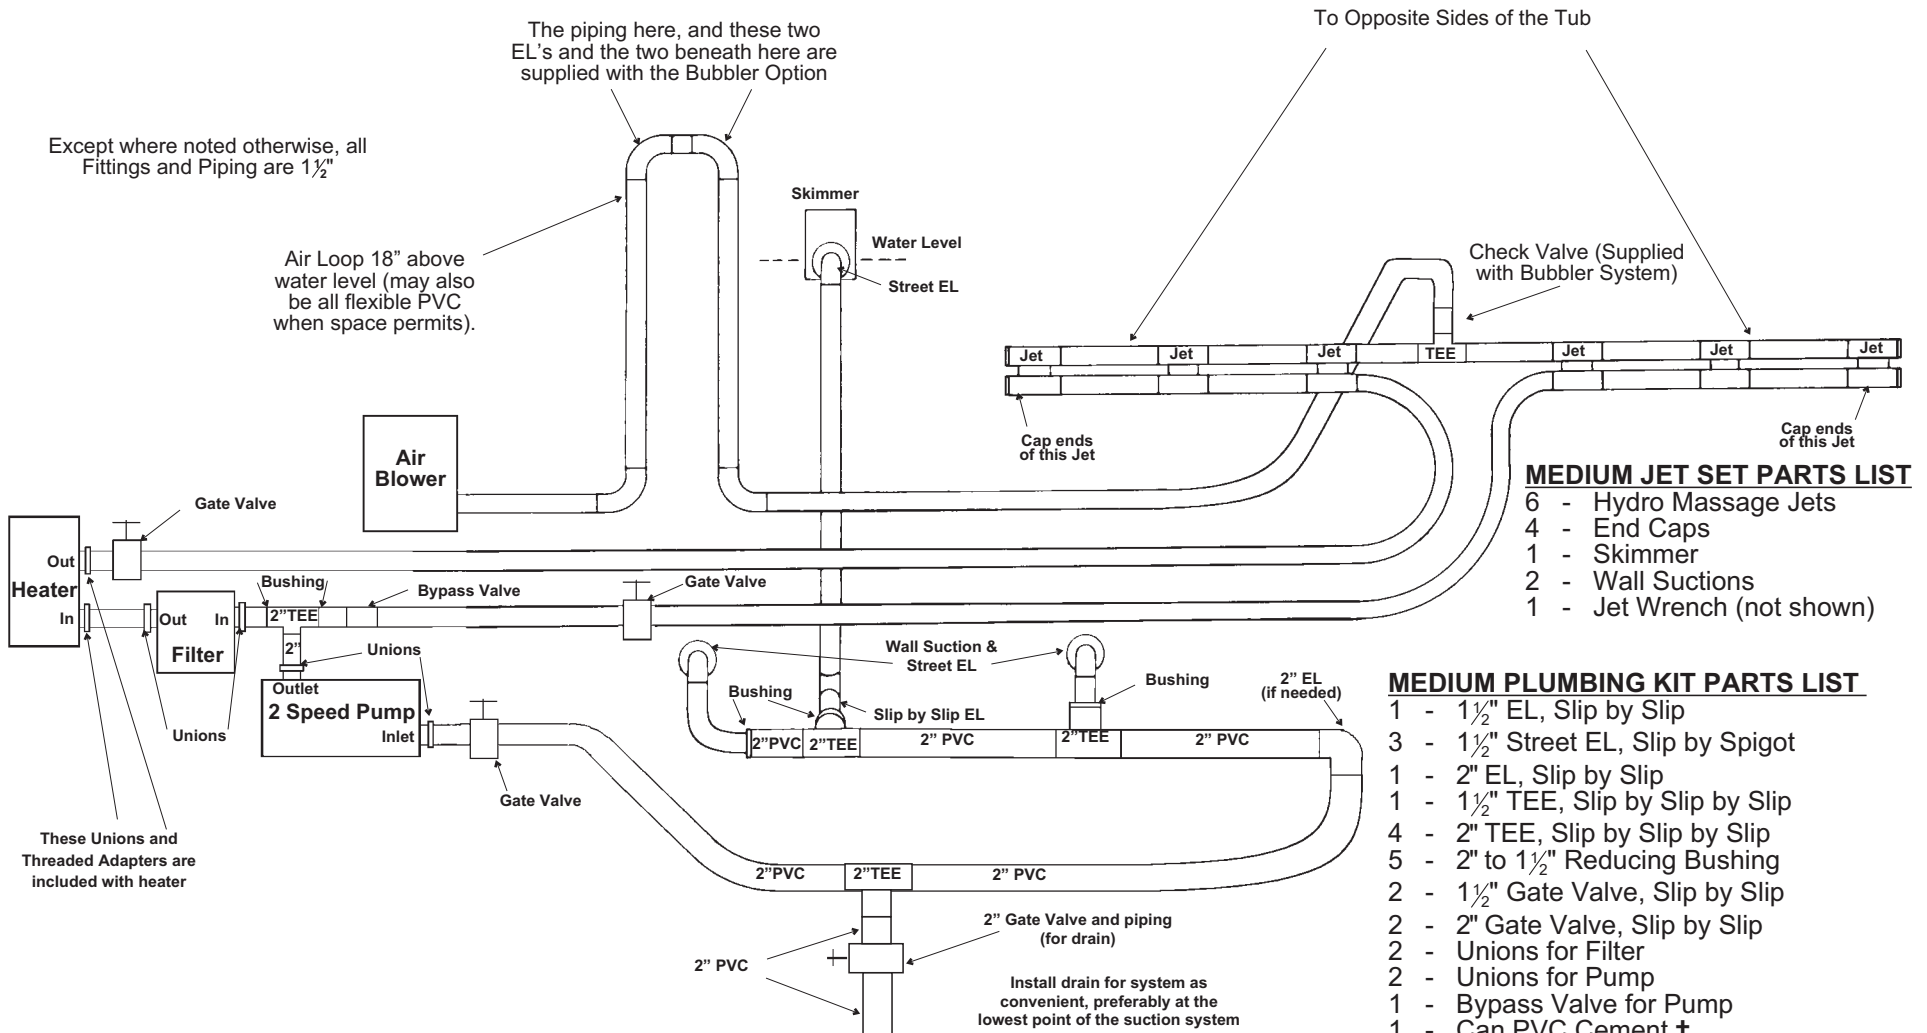 The piping here, and these two
EL's and the two beneath here are
supplied with the Bubbler Option
To Opposite Sides of the Tub
Except where noted otherwise, all
Fittings and Piping are 1½"
Skimmer
Water Level
Street EL
Air Loop 18” above
water level (may also
be all flexible PVC
when space permits).
Check Valve (Supplied
with Bubbler System)
Jet
Jet
Jet
TEE
Jet
Jet
Jet
Cap ends
of this Jet
Cap ends
of this Jet
Air
Blower
Gate Valve
Out
Heater
In
Bushing
Bypass Valve
Gate Valve
Out
In
Filter
2”TEE
2”
Unions
Outlet
2 Speed Pump
Inlet
Unions
Gate Valve
These Unions and
Threaded Adapters are
included with heater
Wall Suction &
Street EL
Bushing
Slip by Slip EL
Bushing
2” EL
(if needed)
2”PVC
2”TEE
2” PVC
2”TEE
2” PVC
2”PVC
2”TEE
2” PVC
2” Gate Valve and piping
(for drain)
2” PVC
Install drain for system as
convenient, preferably at the
lowest point of the suction system
MEDIUM JET SET PARTS LIST
6 - Hydro Massage Jets
4 - End Caps
1 - Skimmer
2 - Wall Suctions
1 - Jet Wrench (not shown)
MEDIUM PLUMBING KIT PARTS LIST
1 - 1½" EL, Slip by Slip
3 - 1½" Street EL, Slip by Spigot
1 - 2" EL, Slip by Slip
1 - 1½" TEE, Slip by Slip by Slip
4 - 2" TEE, Slip by Slip by Slip
5 - 2" to 1½" Reducing Bushing
2 - 1½" Gate Valve, Slip by Slip
2 - 2" Gate Valve, Slip by Slip
2 - Unions for Filter
2 - Unions for Pump
1 - Bypass Valve for Pump
1 - Can PVC Cement ✝